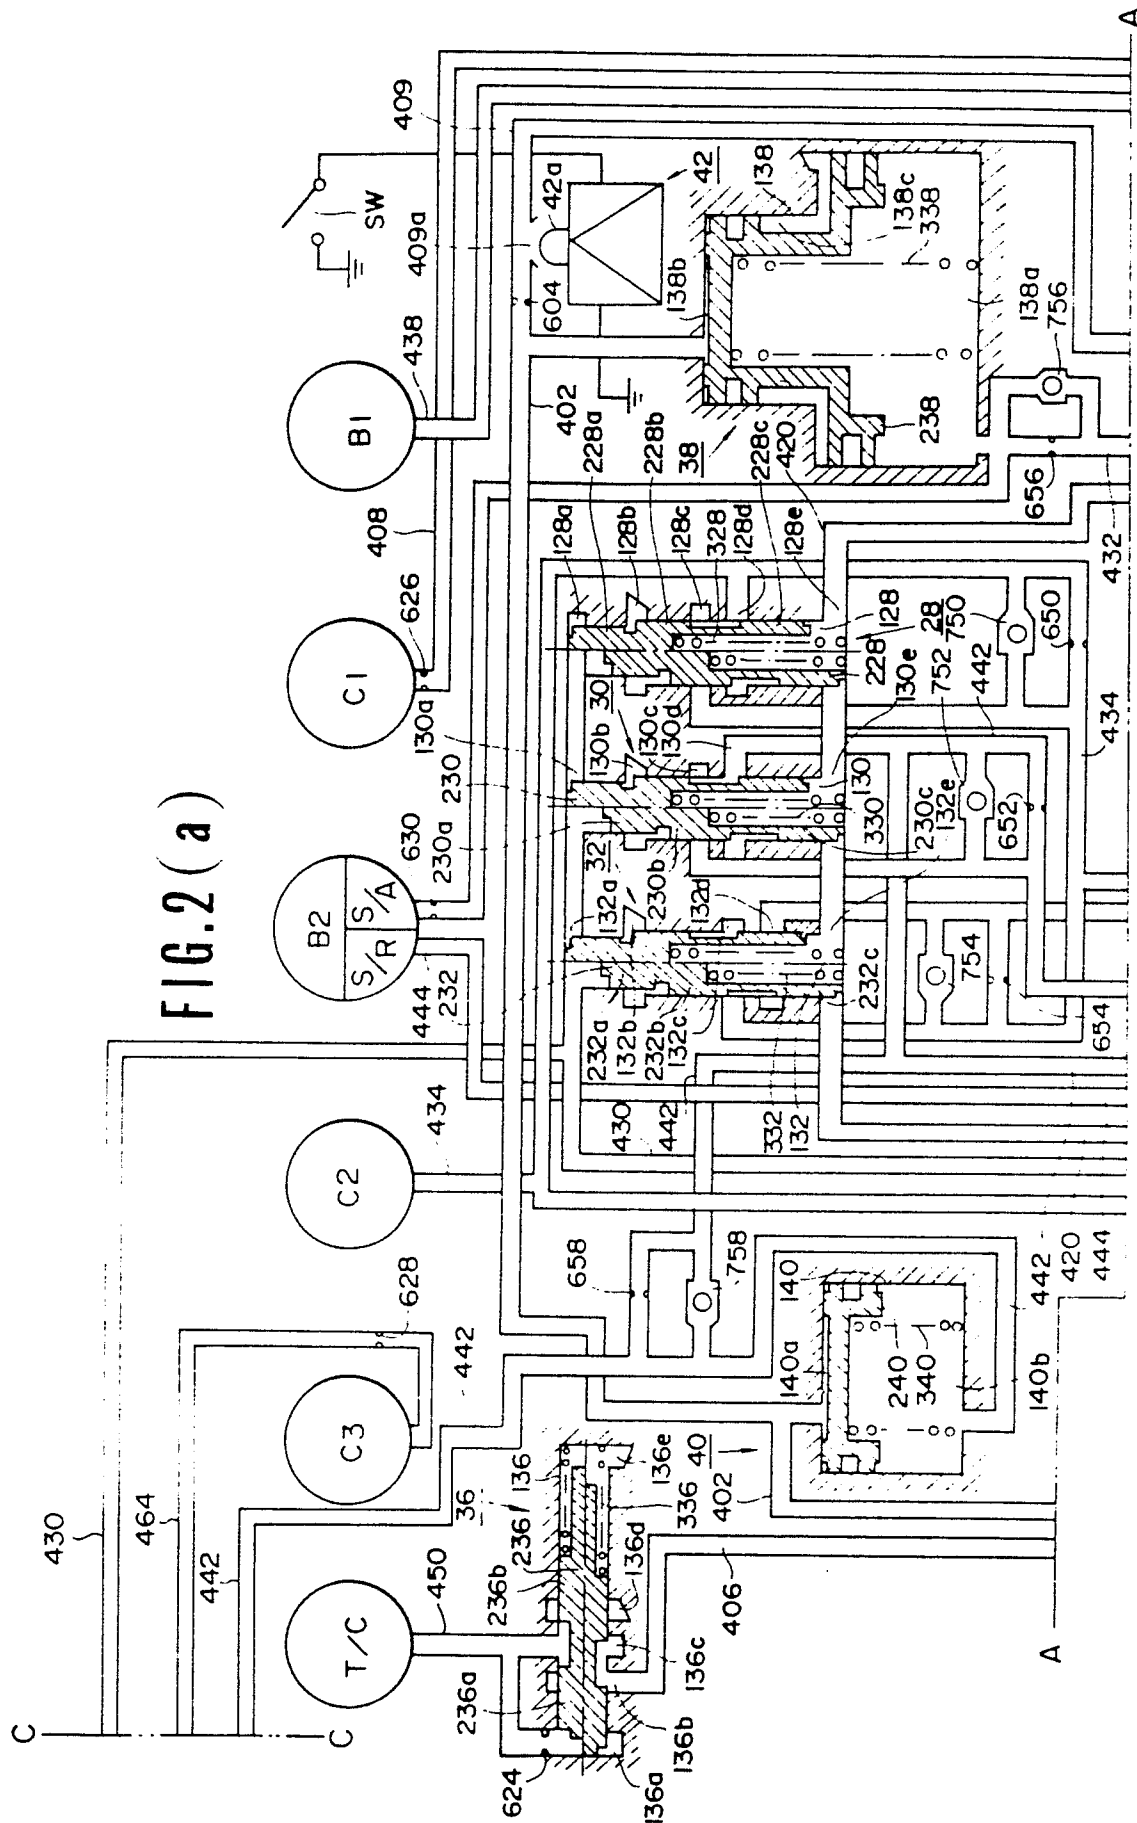 FIG.2(a)
C
C
430
464
442
T/C
450
C3
442
628
C2
434
B2
S/R
S/A
444
232
630
230a
230
130a
C1
626
408
B1
438
409a
42a
SW
409
624
136a
236a
136b
136c
136d
236b
236
36
136
136e
336
406
402
40
658
758
140a
140
240
340
140b
442
420
444
430
442
232a
132b
232b
132c
332
132
232c
132a
32
132d
230b
130b
30
130c
130d
330
130
230c
132e
754
654
652
752
130e
442
434
650
750
28
228
128
128e
420
228c
128d
328
128c
228b
128b
228a
128a
402
604
38
138b
42
138
138c
338
138a
756
238
656
432
A
A